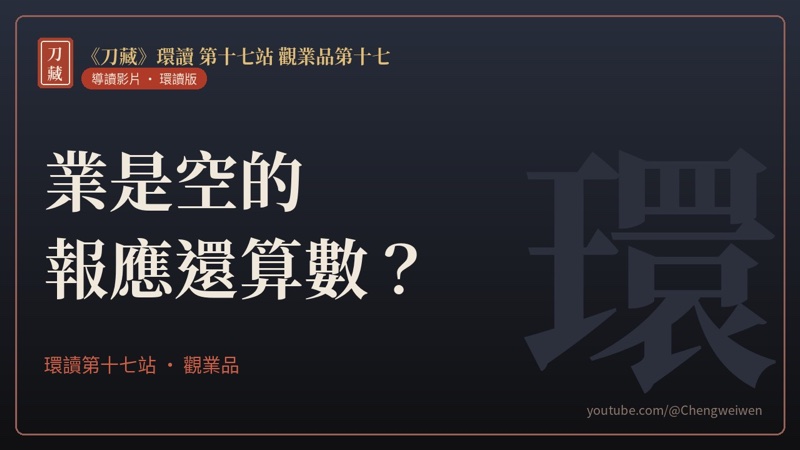 刀藏
《刀藏》環讀 第十七站 觀業品第十七
導讀影片 · 環讀版
業是空的
報應還算數？
環讀第十七站 · 觀業品
環
youtube.com/@Chengweiwen